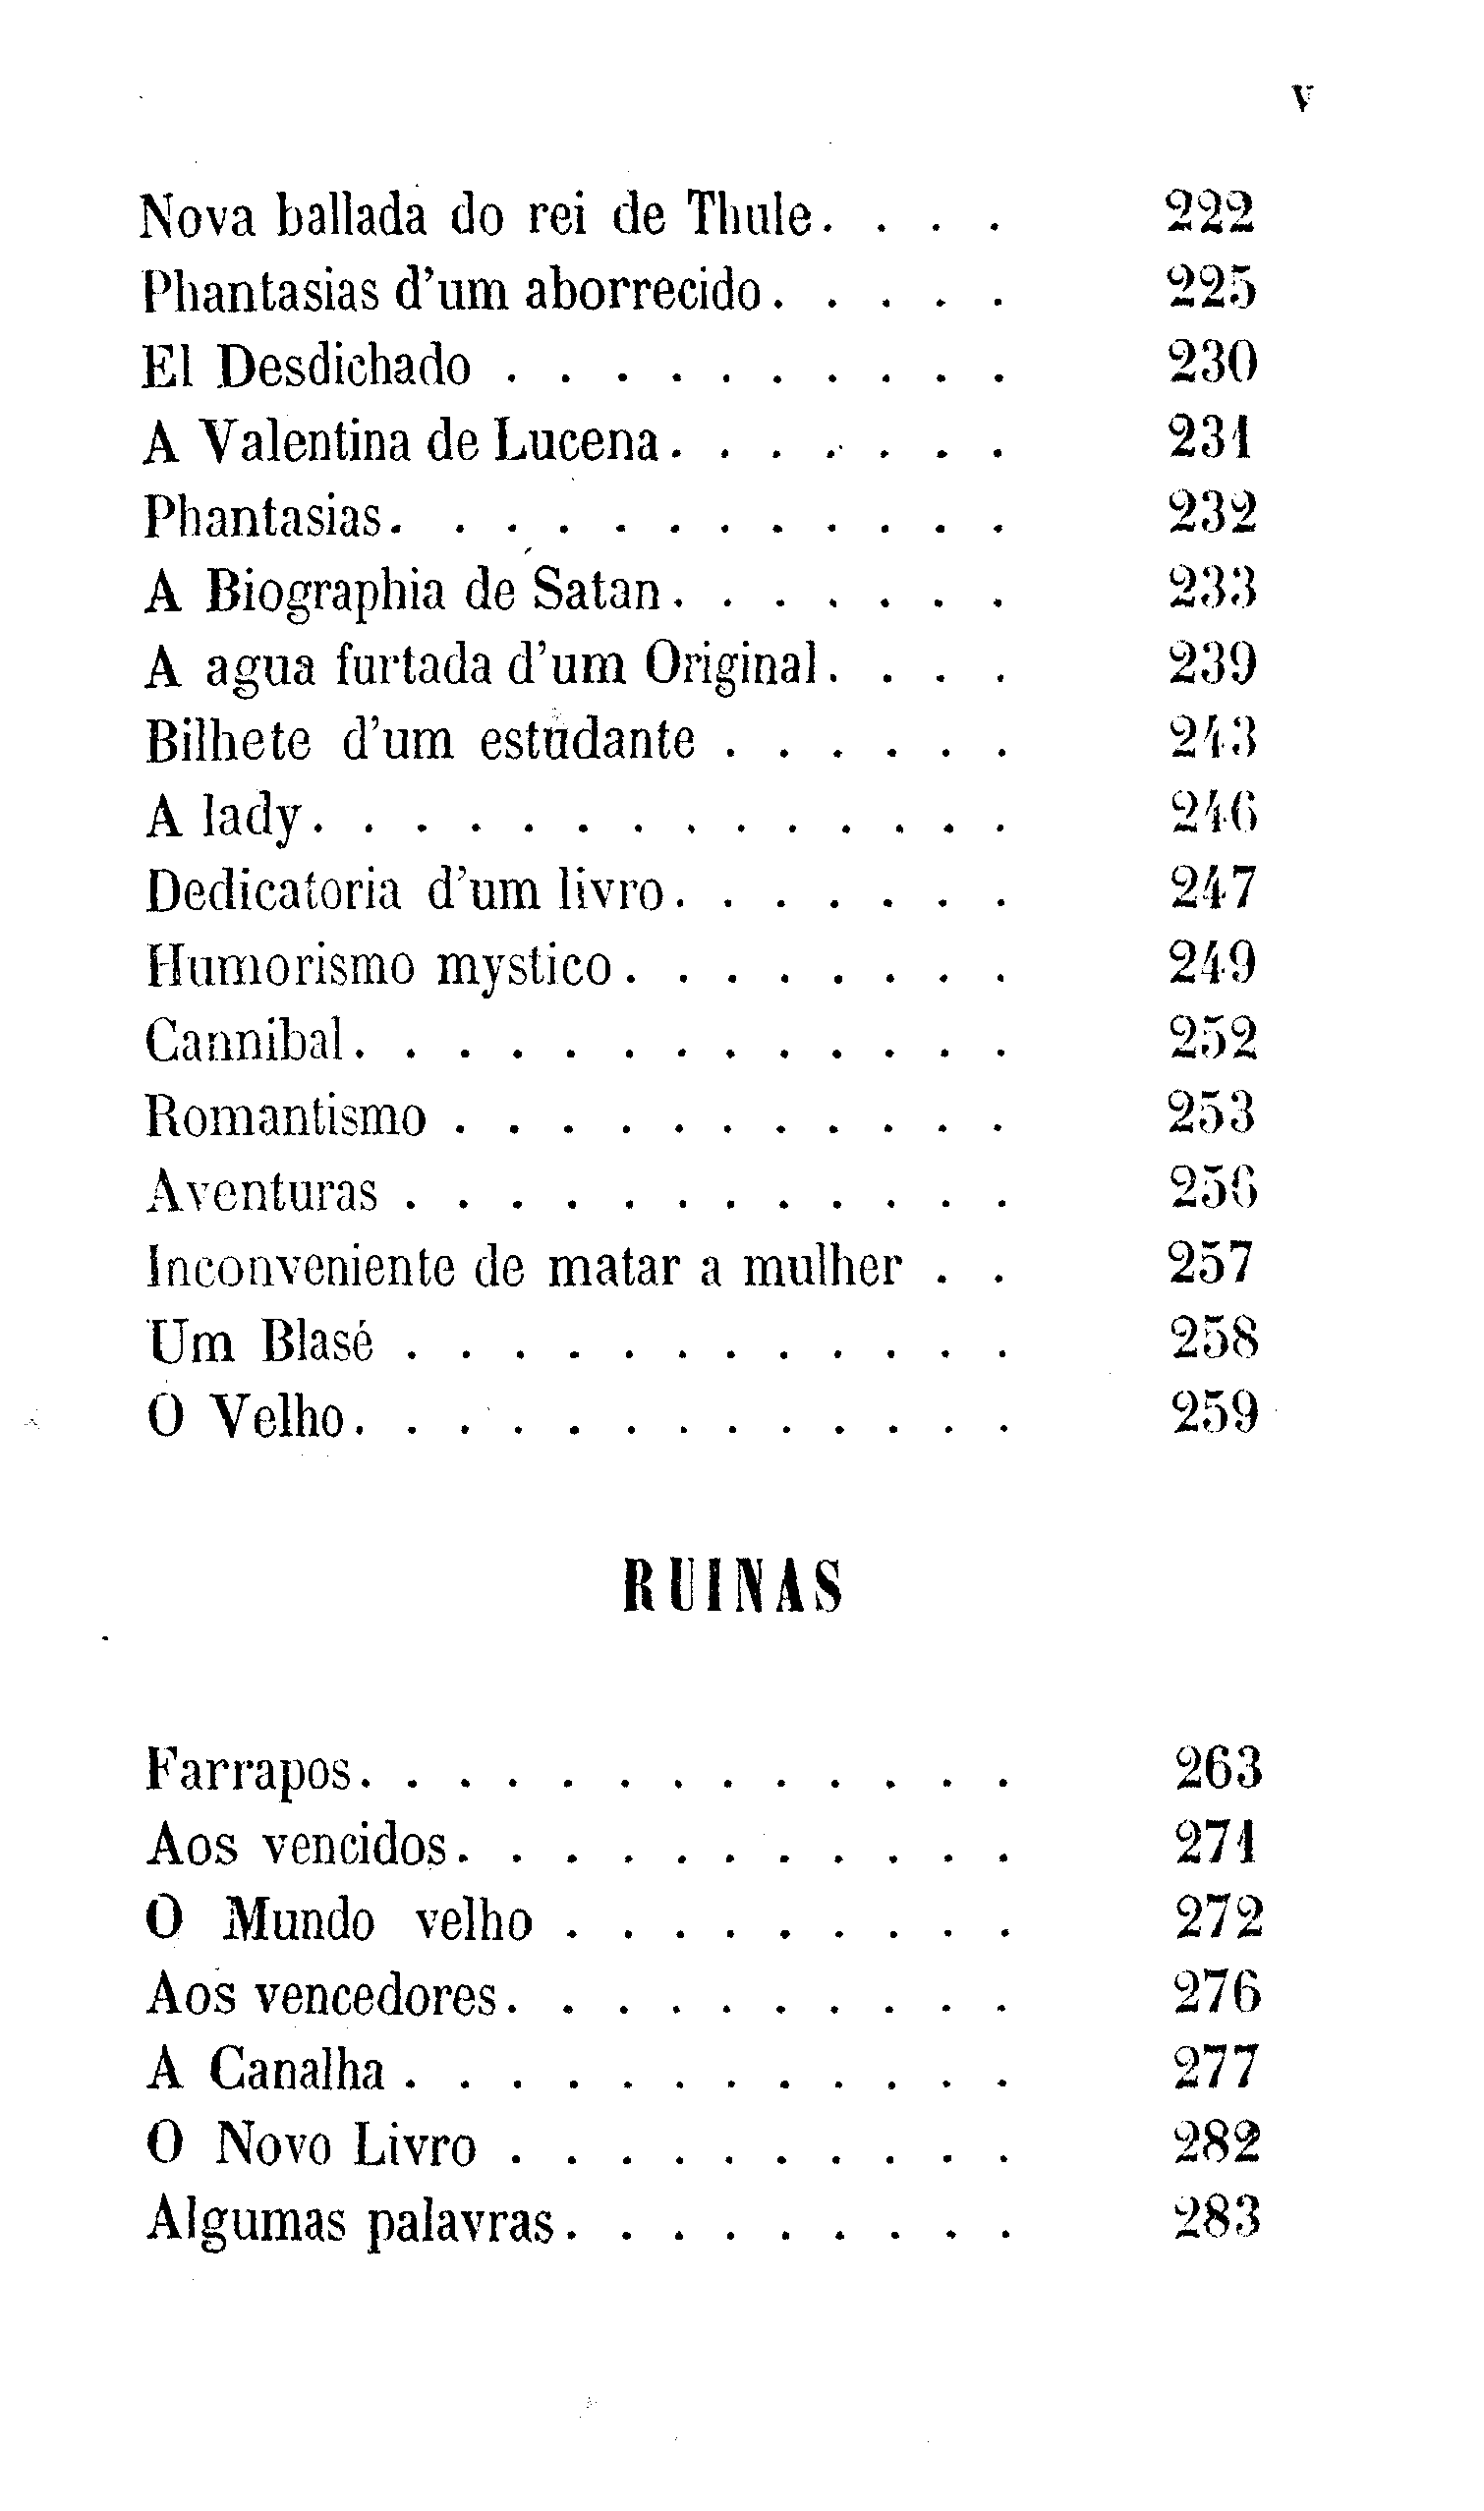 V
Nova ballada do rei de Thule. . . . 222
Phantasias d'um aborrecido. . . . . 225
El Desdichado . . . . . . . . . . 230
A Valentina de Lucena. . . . . . . 231
Phantasias. . . . . . . . . . . . 232
A Biographia de Satan. . . . . . . 233
A agua furtada d'um Original. . . . 239
Bilhete d'um estudante . . . . . . 243
A lady. . . . . . . . . . . . . . 246
Dedicatoria d'um livro. . . . . . . 247
Humorismo mystico. . . . . . . . 249
Cannibal. . . . . . . . . . . . . 252
Romantismo . . . . . . . . . . . 253
Aventuras . . . . . . . . . . . . 256
Inconveniente de matar a mulher . . 257
Um Blasé . . . . . . . . . . . . 258
O Velho. . . . . . . . . . . . . 259
RUINAS
Farrapos. . . . . . . . . . . . . 263
Aos vencidos. . . . . . . . . . . 271
O Mundo velho . . . . . . . . . 272
Aos vencedores. . . . . . . . . . 276
A Canalha . . . . . . . . . . . . 277
O Novo Livro . . . . . . . . . . 282
Algumas palavras. . . . . . . . . 283